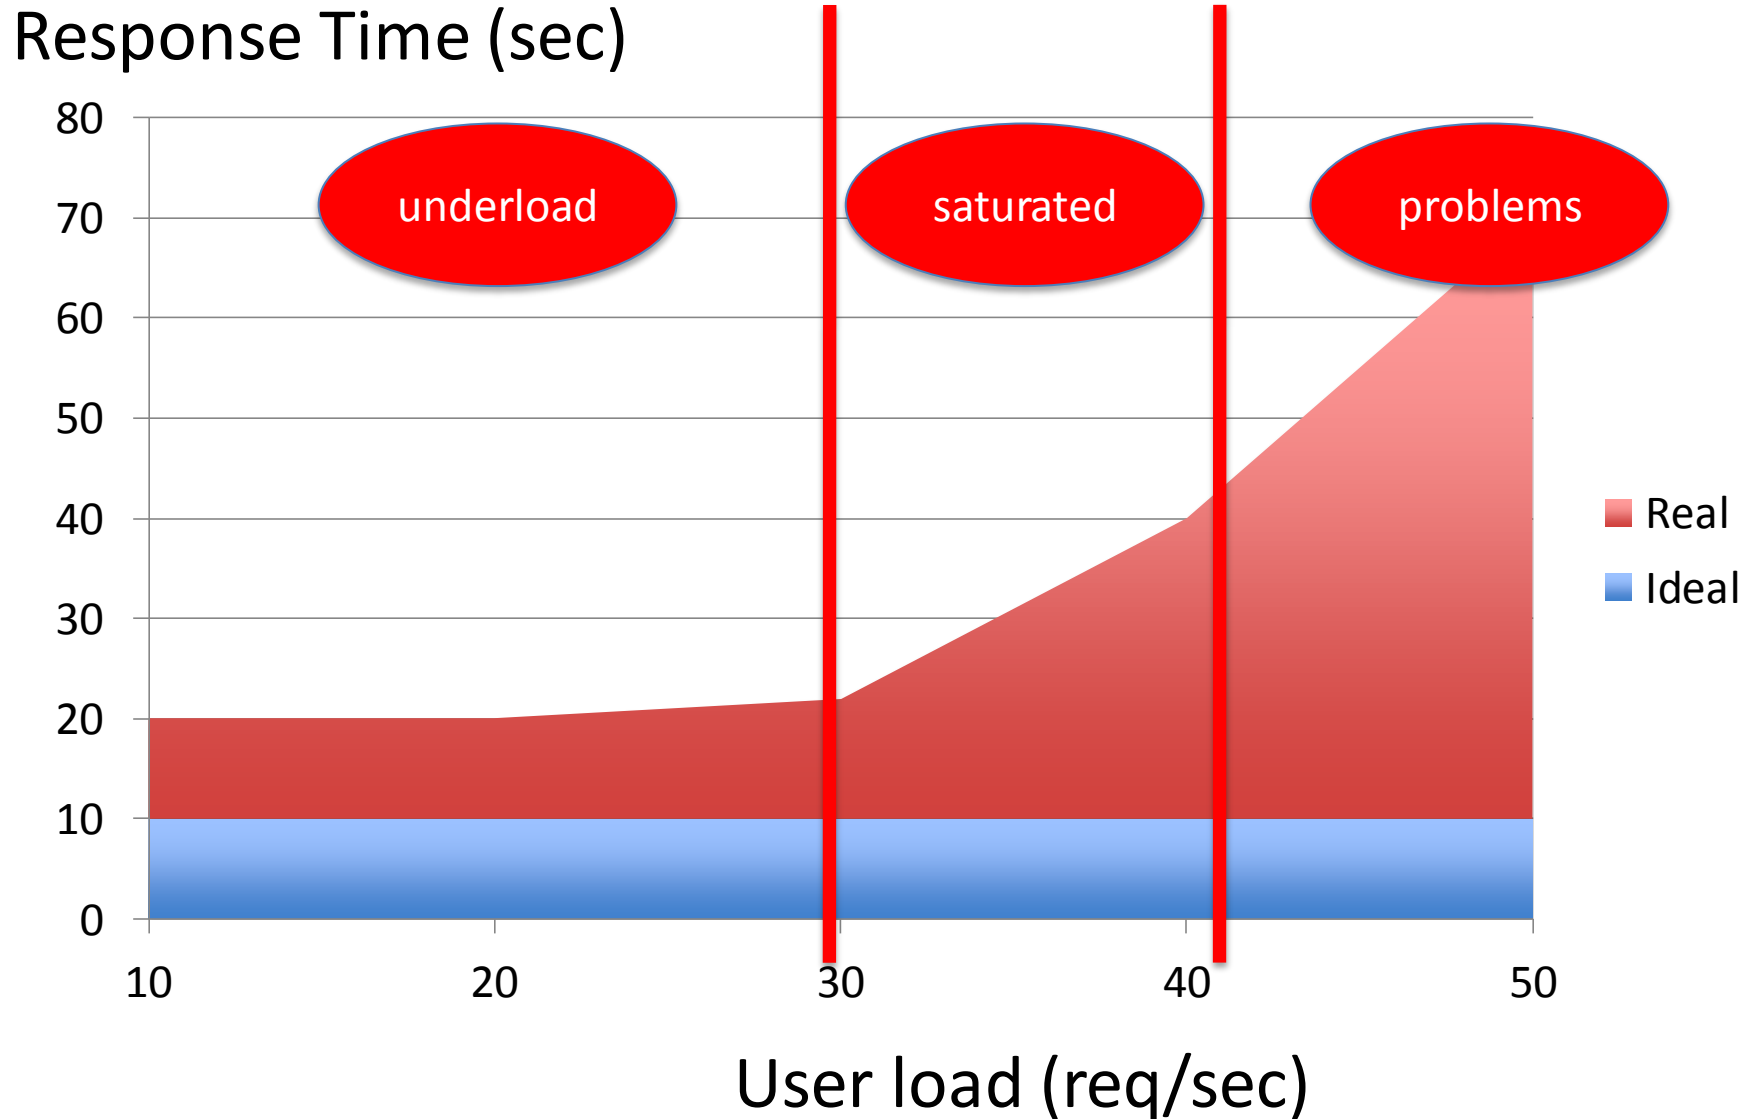 Response Time (sec)
80
underload
saturated
problems
70
60
50
40
Real
30
Ideal
20
10
0
10 20 30 40 50
User load (req/sec)